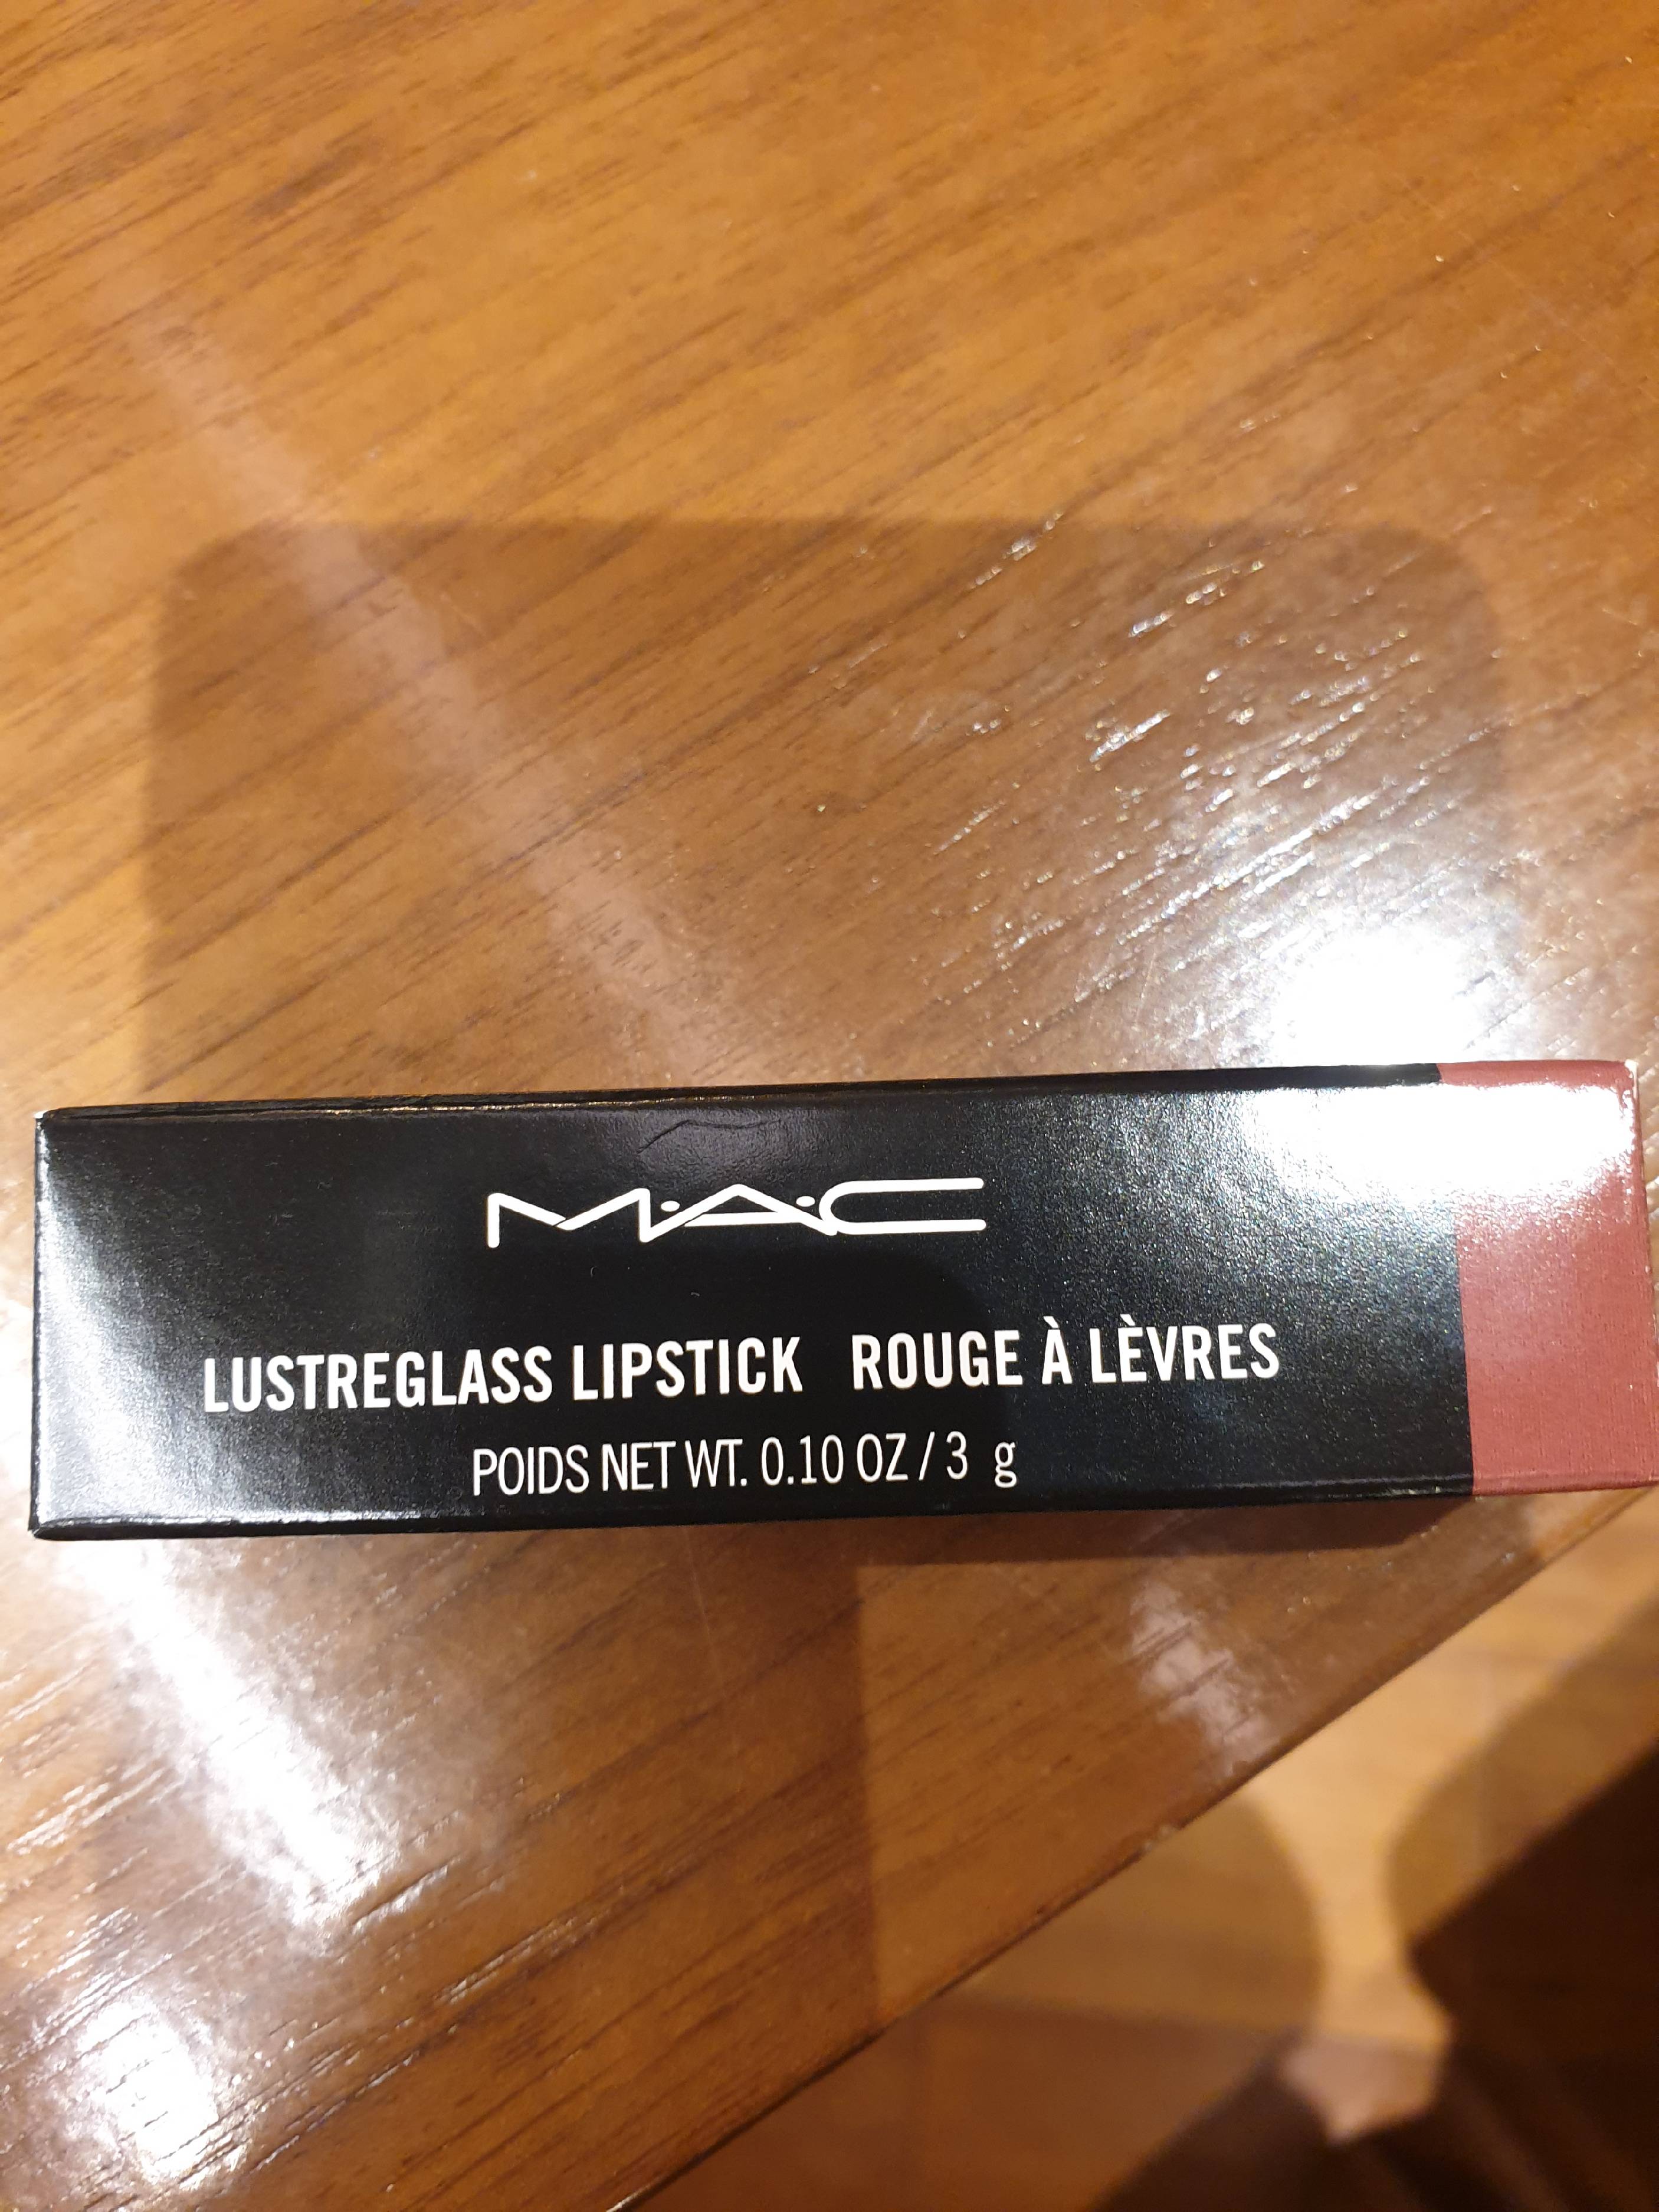 M·A·C
LUSTREGLASS LIPSTICK ROUGE À LÈVRES
POIDS NET WT. 0.10 OZ / 3 g